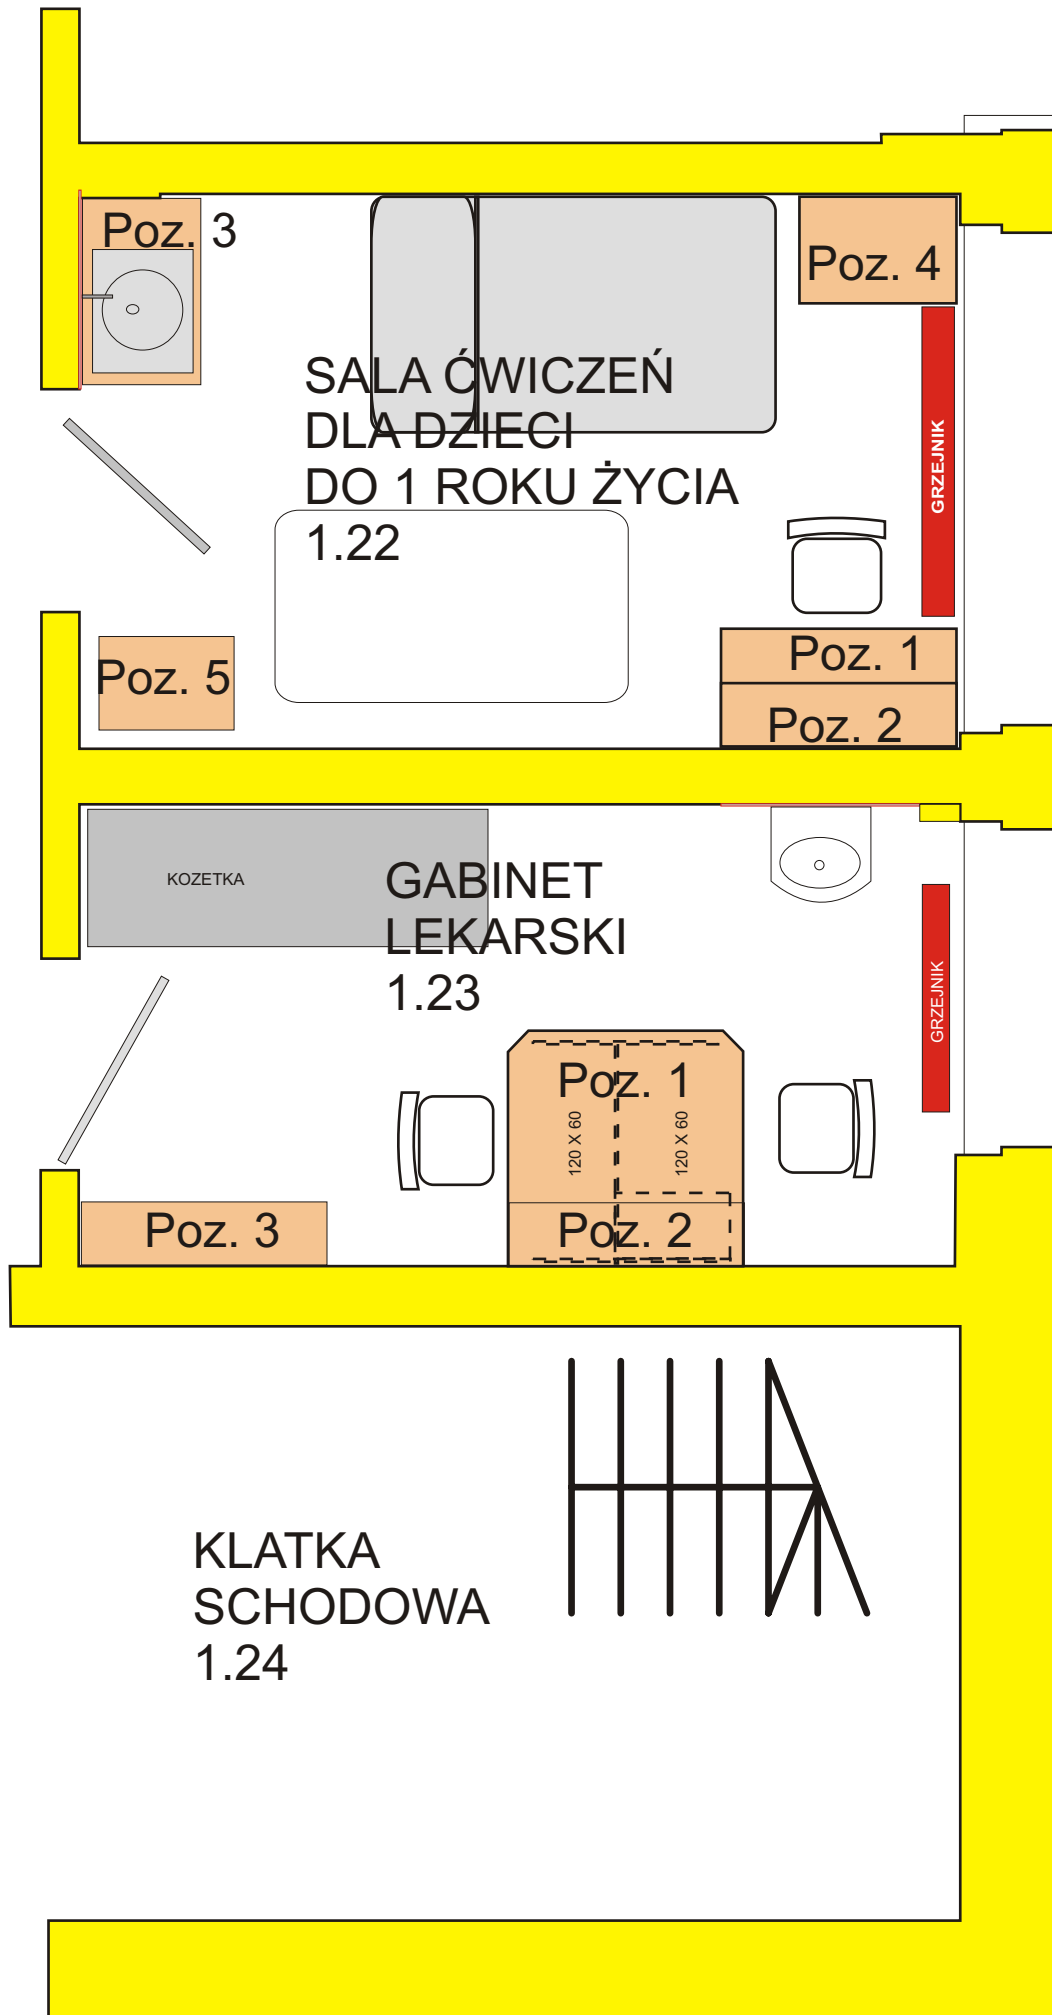 Poz. 3
Poz. 4
SALA ĆWICZEŃ
DLA DZIECI
DO 1 ROKU ŻYCIA
1.22
GRZEJNIK
Poz. 5
Poz. 1
Poz. 2
KOZETKA
GABINET
LEKARSKI
1.23
GRZEJNIK
Poz. 1
120 X 60
120 X 60
Poz. 2
Poz. 3
KLATKA
SCHODOWA
1.24